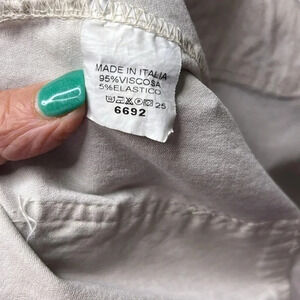 MADE IN ITALIA
95%VISCOSA
5%ELASTICO
25
6692